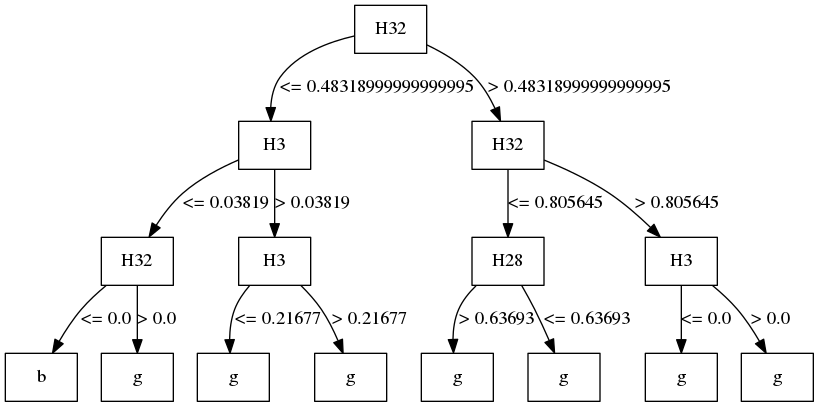 H32
<= 0.48318999999999995 > 0.48318999999999995
H3 H32
<= 0.03819 > 0.03819 <= 0.805645 > 0.805645
H32 H3 H28 H3
<= 0.0 > 0.0 <= 0.21677 > 0.21677 > 0.63693 <= 0.63693 <= 0.0 > 0.0
b g g g g g g g